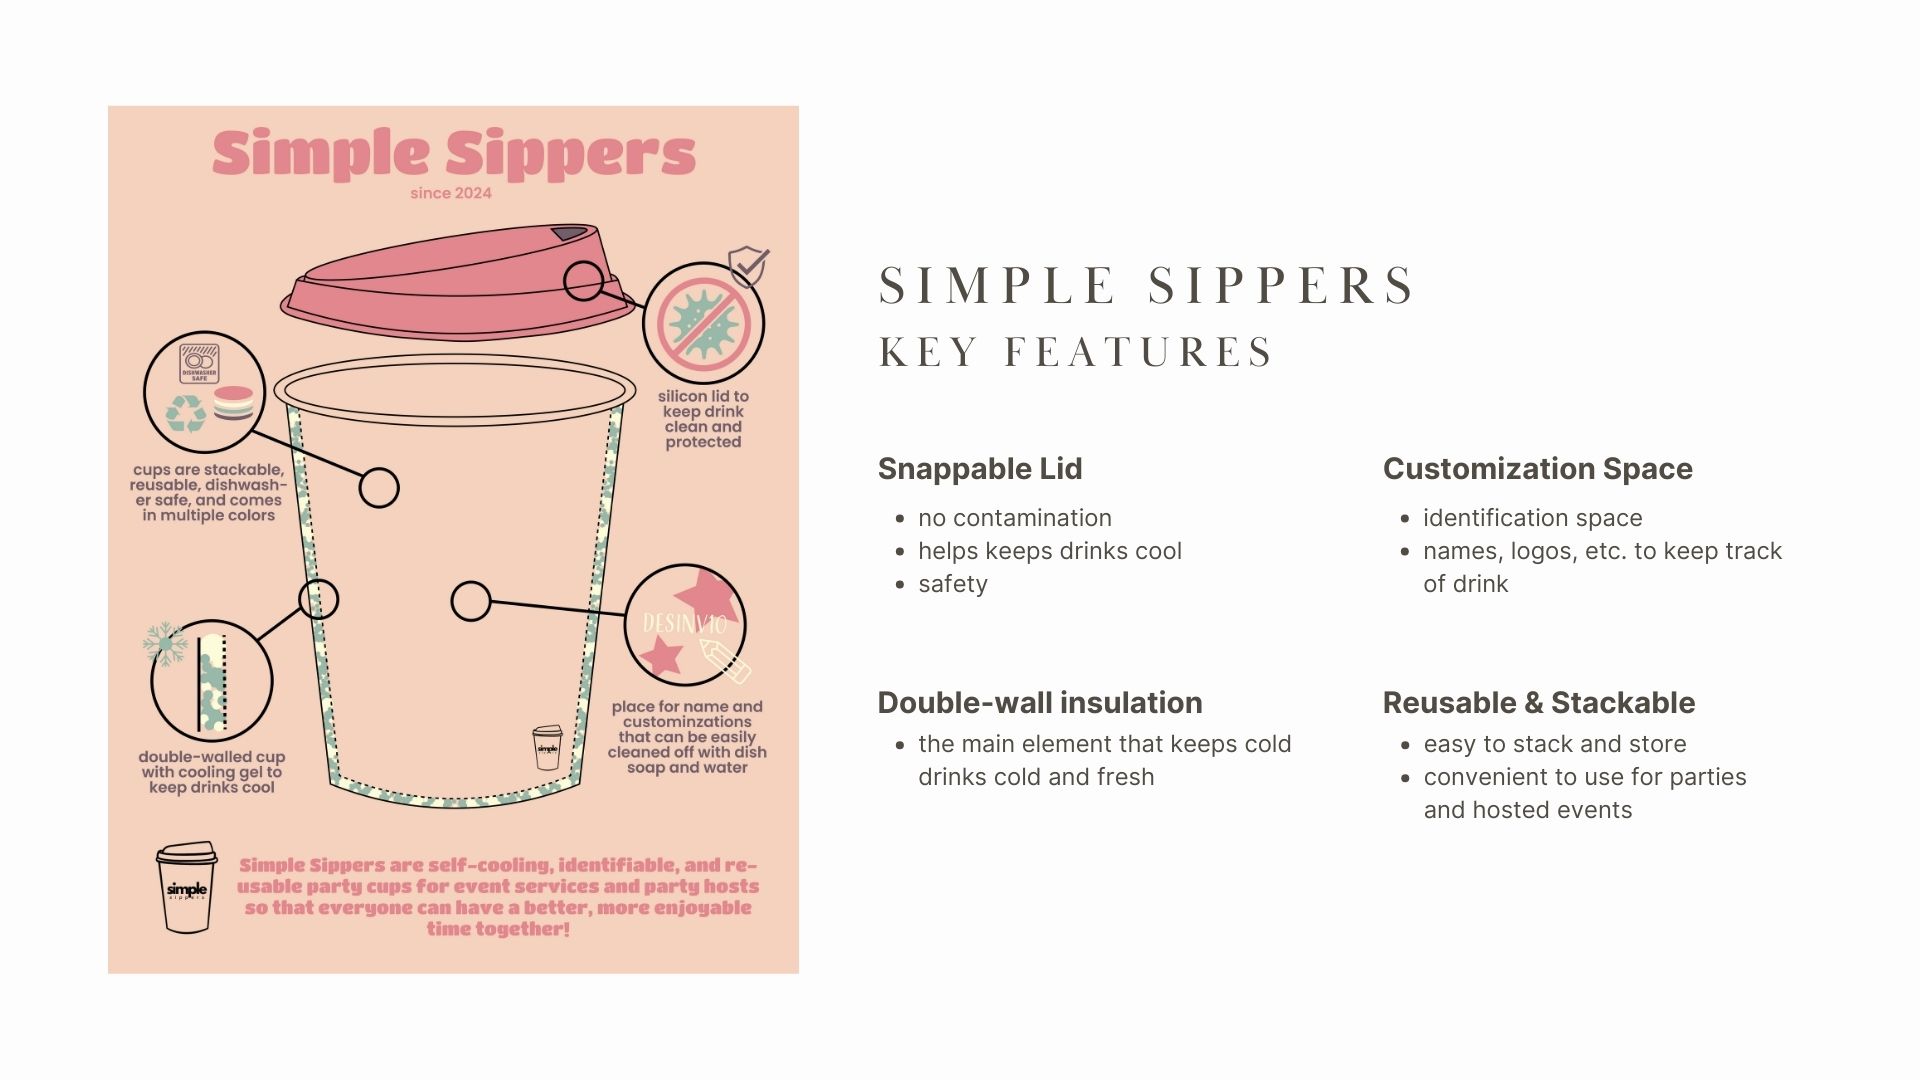 Simple Sippers
since 2024
DISHWASHER
SAFE
silicon lid to
keep drink
clean and
protected
cups are stackable,
reusable, dishwash-
er safe, and comes
in multiple colors
DESINV10
place for name and
custominzations
that can be easily
cleaned off with dish
soap and water
simple
double-walled cup
with cooling gel to
keep drinks cool
simple
sippers
Simple Sippers are self-cooling, identifiable, and re-
usable party cups for event services and party hosts
so that everyone can have a better, more enjoyable
time together!
SIMPLE SIPPERS
KEY FEATURES
Snappable Lid
• no contamination
• helps keeps drinks cool
• safety
Customization Space
• identification space
• names, logos, etc. to keep track
of drink
Double-wall insulation
• the main element that keeps cold
drinks cold and fresh
Reusable & Stackable
• easy to stack and store
• convenient to use for parties
and hosted events